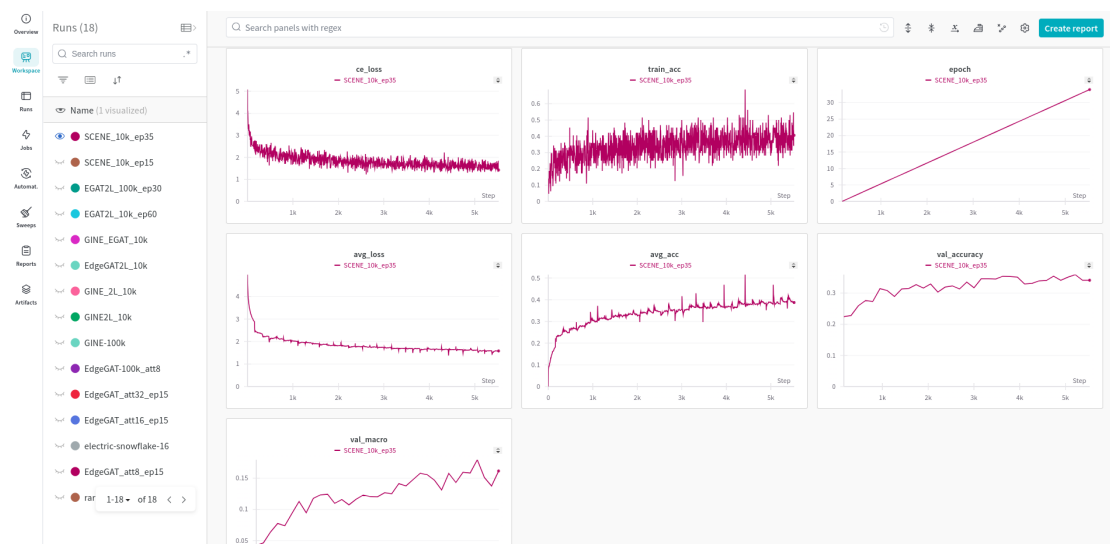 Overview
Workspace
Runs
Jobs
Automat.
Sweeps
Reports
Artifacts
Runs (18)
Search runs
.*
Name (1 visualized)
SCENE_10k_ep35
SCENE_10k_ep15
EGAT2L_100k_ep30
EGAT2L_10k_ep60
GINE_EGAT_10k
EdgeGAT2L_10k
GINE_2L_10k
GINE2L_10k
GINE-100k
EdgeGAT-100k_att8
EdgeGAT_att32_ep15
EdgeGAT_att16_ep15
electric-snowflake-16
EdgeGAT_att8_ep15
rar
1-18 of 18
Search panels with regex
Create report
ce_loss
SCENE_10k_ep35
5
4
3
2
1
0
Step
1k 2k 3k 4k 5k
train_acc
SCENE_10k_ep35
0.6
0.5
0.4
0.3
0.2
0.1
0
Step
1k 2k 3k 4k 5k
epoch
SCENE_10k_ep35
30
25
20
15
10
5
0
Step
1k 2k 3k 4k 5k
avg_loss
SCENE_10k_ep35
4
3
2
1
0
Step
1k 2k 3k 4k 5k
avg_acc
SCENE_10k_ep35
0.5
0.4
0.3
0.2
0.1
0
Step
0 1k 2k 3k 4k 5k
val_accuracy
SCENE_10k_ep35
0.3
0.2
0.1
0
Step
1k 2k 3k 4k 5k
val_macro
SCENE_10k_ep35
0.15
0.1
0.05